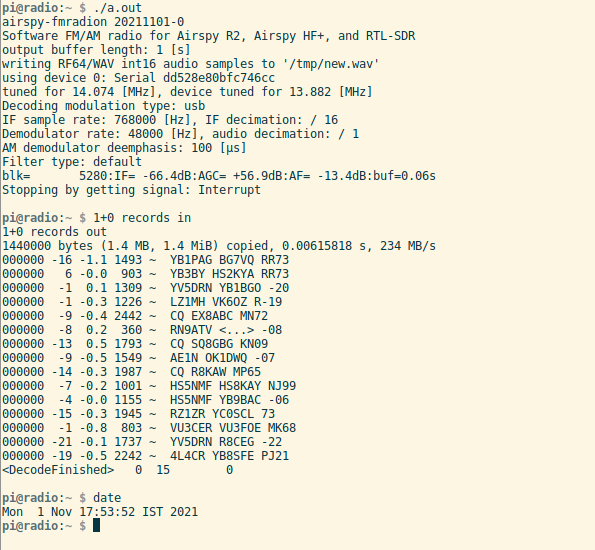 pi@radio:~ $ ./a.out
airspy-fmradion 20211101-0
Software FM/AM radio for Airspy R2, Airspy HF+, and RTL-SDR
output buffer length: 1 [s]
writing RF64/WAV int16 audio samples to '/tmp/new.wav'
using device 0: Serial dd528e80bfc746cc
tuned for 14.074 [MHz], device tuned for 13.882 [MHz]
Decoding modulation type: usb
IF sample rate: 768000 [Hz], IF decimation: / 16
Demodulator rate: 48000 [Hz], audio decimation: / 1
AM demodulator deemphasis: 100 [µs]
Filter type: default
blk=       5280:IF= -66.4dB:AGC= +56.9dB:AF= -13.4dB:buf=0.06s
Stopping by getting signal: Interrupt
pi@radio:~ $ 1+0 records in
1+0 records out
1440000 bytes (1.4 MB, 1.4 MiB) copied, 0.00615818 s, 234 MB/s
000000 -16 -1.1 1493 ~  YB1PAG BG7VQ RR73
000000   6 -0.0  903 ~  YB3BY HS2KYA RR73
000000  -1  0.1 1309 ~  YV5DRN YB1BGO -20
000000  -1 -0.3 1226 ~  LZ1MH VK6OZ R-19
000000  -9 -0.4 2442 ~  CQ EX8ABC MN72
000000  -8  0.2  360 ~  RN9ATV <...> -08
000000 -13  0.5 1793 ~  CQ SQ8GBG KN09
000000  -9 -0.5 1549 ~  AE1N OK1DWQ -07
000000 -14 -0.3 1987 ~  CQ R8KAW MP65
000000  -7 -0.2 1001 ~  HS5NMF HS8KAY NJ99
000000  -4 -0.0 1155 ~  HS5NMF YB9BAC -06
000000 -15 -0.3 1945 ~  RZ1ZR YC0SCL 73
000000  -1 -0.8  803 ~  VU3CER VU3FOE MK68
000000 -21 -0.1 1737 ~  YV5DRN R8CEG -22
000000 -19 -0.5 2242 ~  4L4CR YB8SFE PJ21
<DecodeFinished>   0  15        0
pi@radio:~ $ date
Mon  1 Nov 17:53:52 IST 2021
pi@radio:~ $